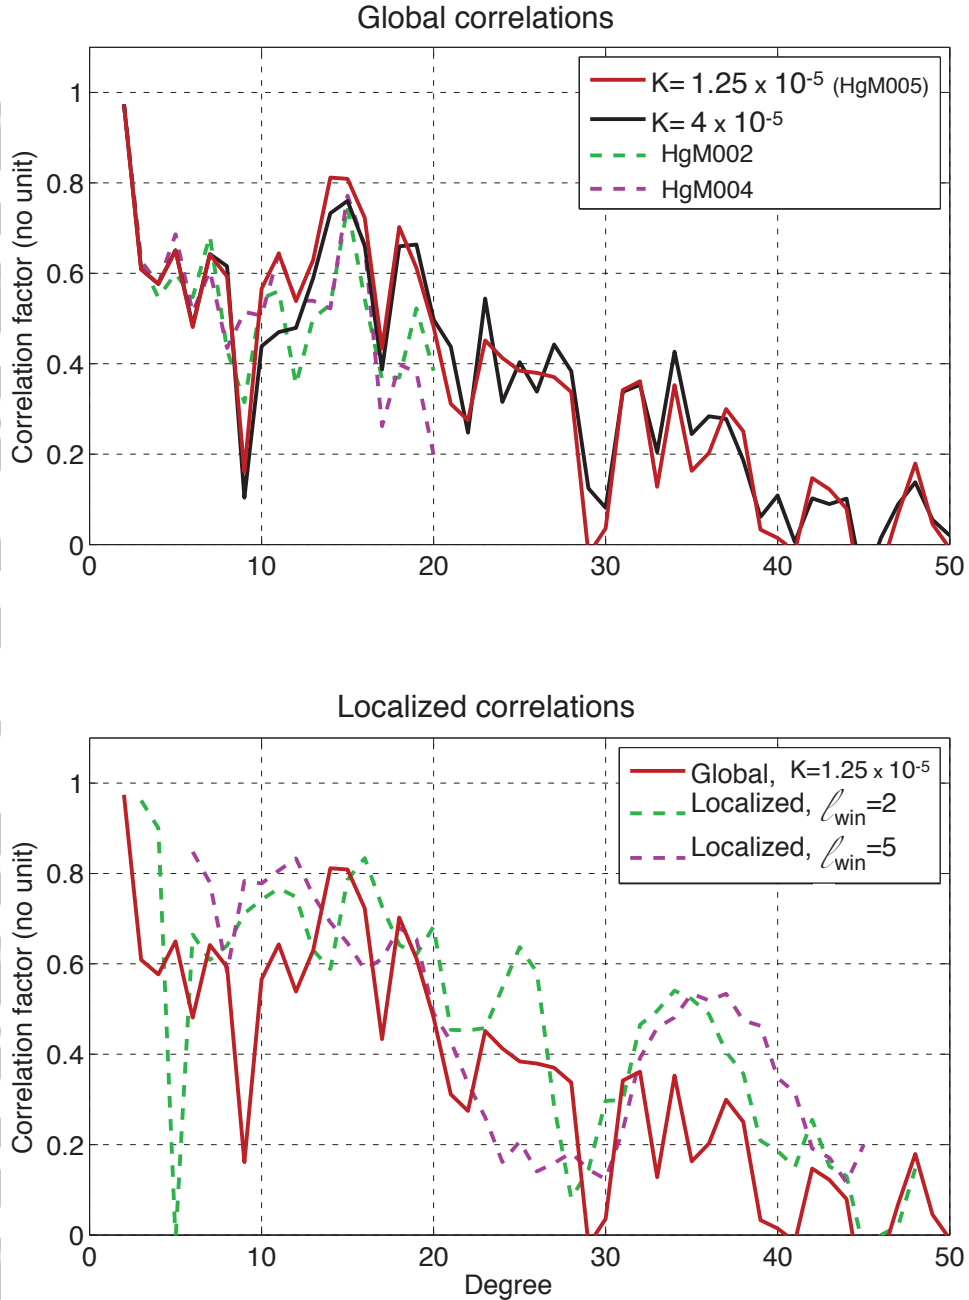 Global correlations
K= 1.25 x 10-5 (HgM005)
K= 4 x 10-5
HgM002
HgM004
Correlation factor (no unit)
1
0.8
0.6
0.4
0.2
0
0 10 20 30 40 50
Localized correlations
Global, K=1.25 x 10-5
Localized, ℓwin=2
Localized, ℓwin=5
Correlation factor (no unit)
1
0.8
0.6
0.4
0.2
0
0 10 20 30 40 50
Degree